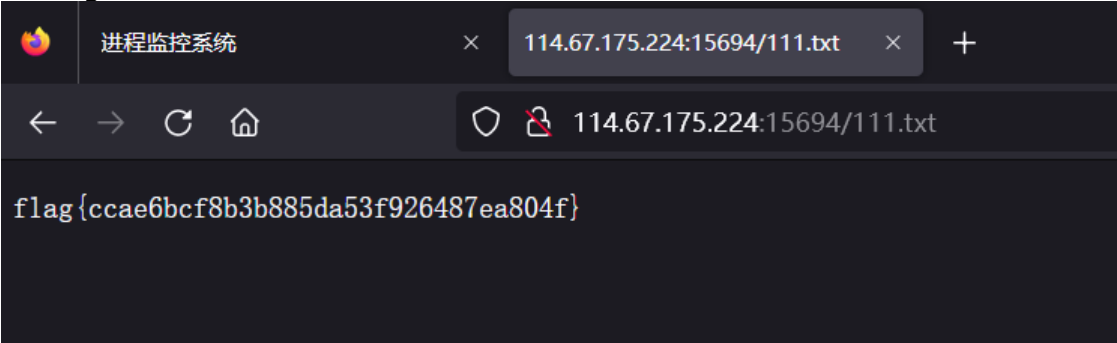 进程监控系统
114.67.175.224:15694/111.txt
114.67.175.224:15694/111.txt
flag{ccae6bcf8b3b885da53f926487ea804f}